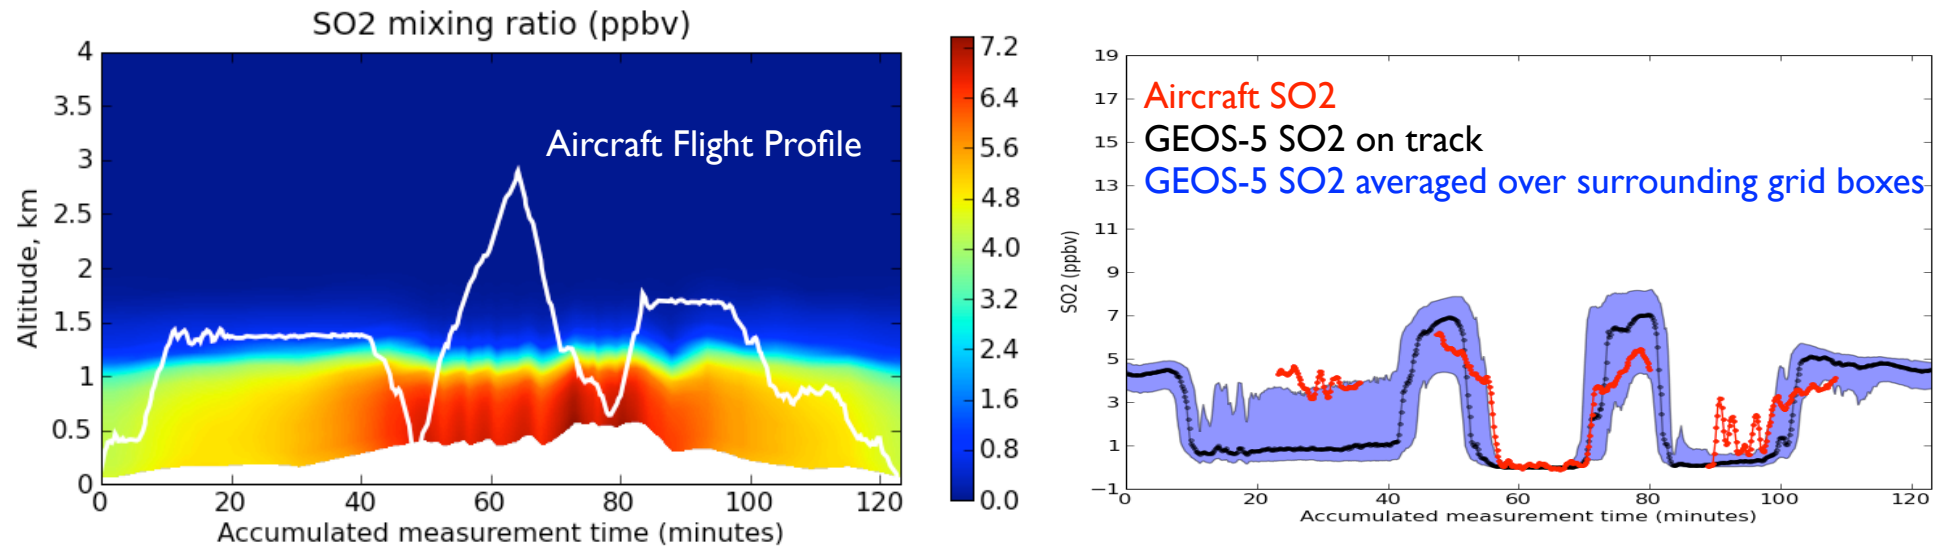 SO2 mixing ratio (ppbv)
4
3.5
3
2.5
2
1.5
1
0.5
0
Altitude, km
Aircraft Flight Profile
0 20 40 60 80 100 120
Accumulated measurement time (minutes)
7.2
6.4
5.6
4.8
4.0
3.2
2.4
1.6
0.8
0.0
19
17
15
13
11
9
7
5
3
1
−1
SO2 (ppbv)
Aircraft SO2
GEOS-5 SO2 on track
GEOS-5 SO2 averaged over surrounding grid boxes
0 20 40 60 80 100 120
Accumulated measurement time (minutes)